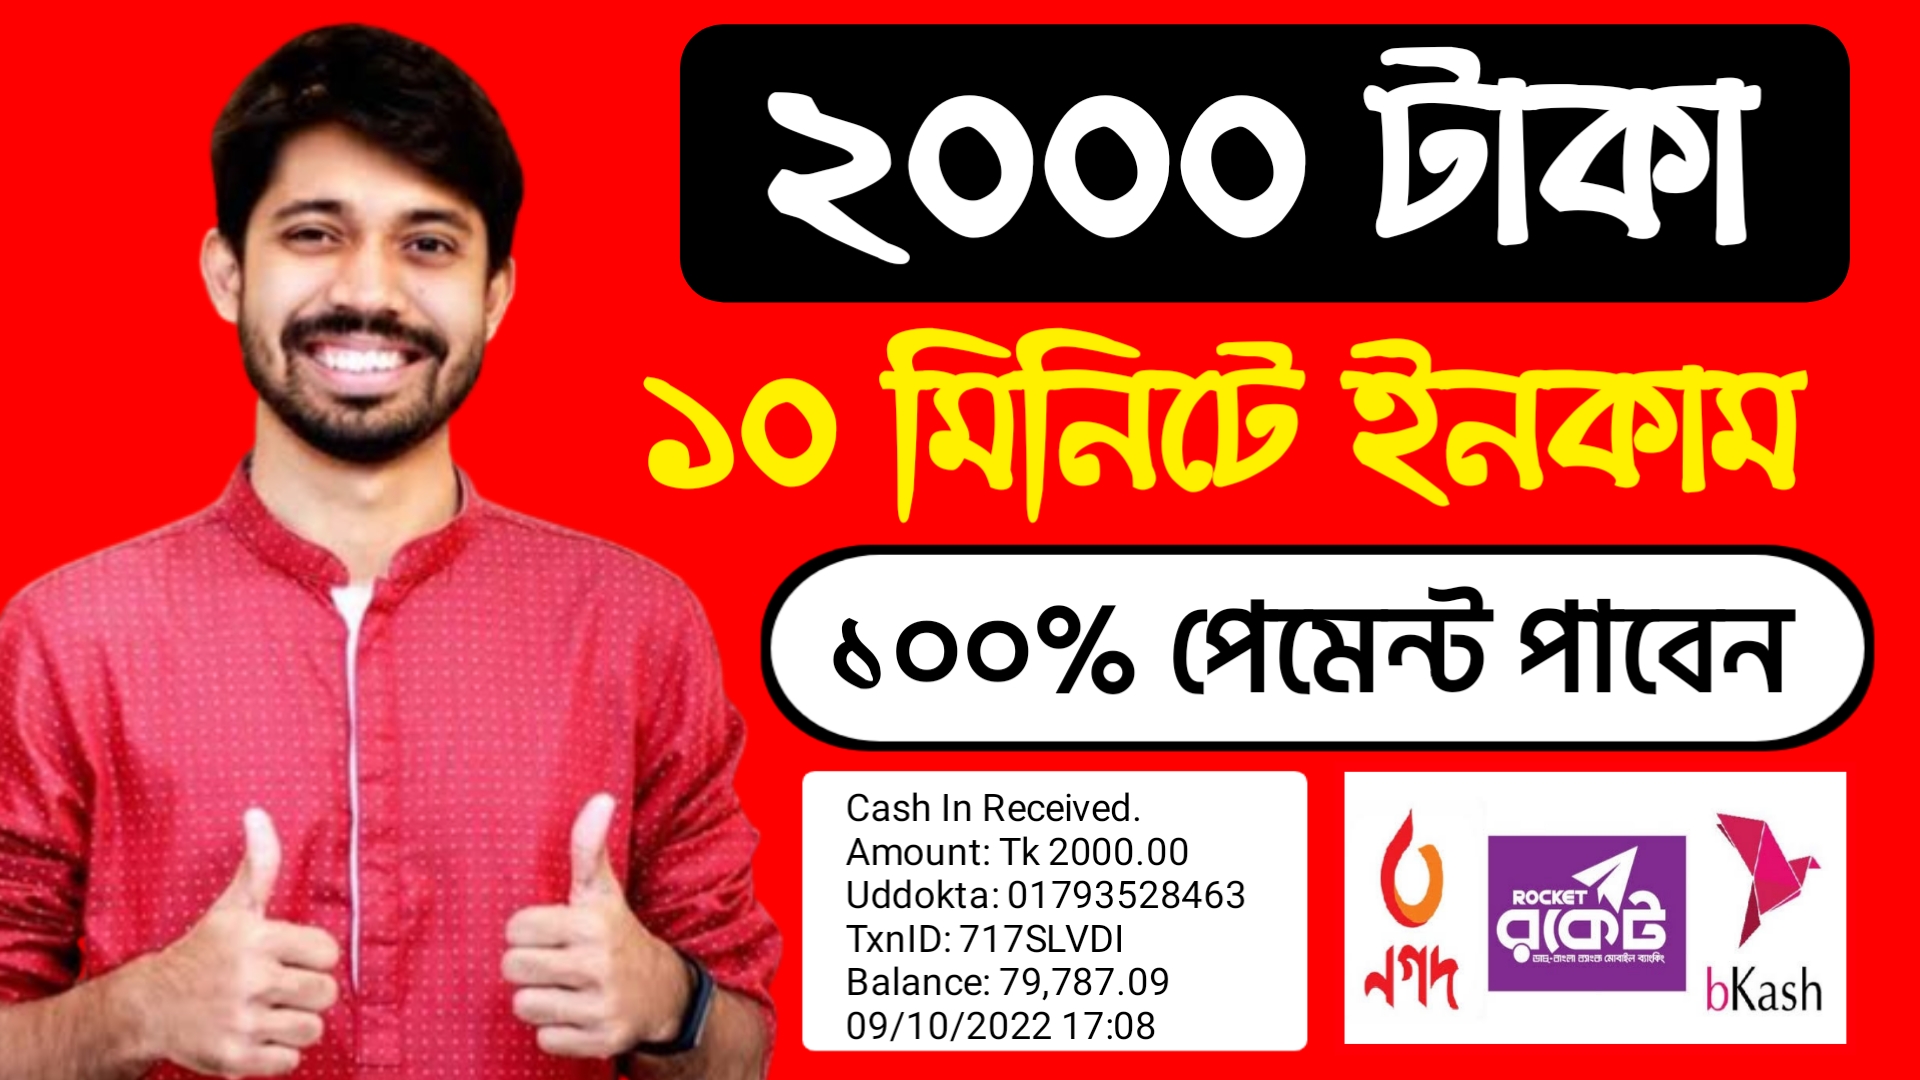 ২০০০ টাকা
১০ মিনিটে ইনকাম
১০০% পেমেন্ট পাবেন
Cash In Received.
Amount: Tk 2000.00
Uddokta: 01793528463
TxnID: 717SLVDI
Balance: 79,787.09
09/10/2022 17:08
নগদ
ROCKET
রকেট
ডাচ্-বাংলা ব্যাংক মোবাইল ব্যাংকিং
bKash